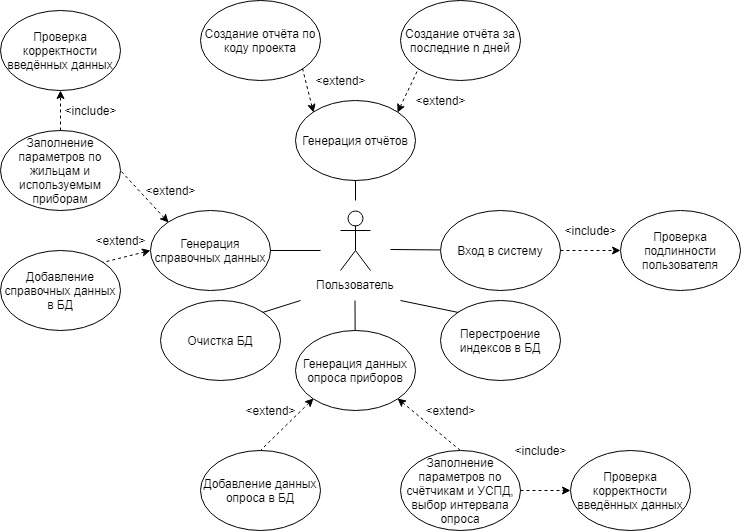 Создание отчёта по
коду проекта
Создание отчёта за
последние n дней
Проверка
корректности
введённых данных
<extend>
<extend>
<include>
Генерация отчётов
Заполнение
параметров по
жильцам и
используемым
приборам
<extend>
<extend>
Генерация
справочных данных
Вход в систему
<include>
Проверка
подлинности
пользователя
Добавление
справочных данных
в БД
Пользователь
Очистка БД
Перестроение
индексов в БД
Генерация данных
опроса приборов
<extend>
<extend>
<include>
Добавление данных
опроса в БД
Заполнение
параметров по
счётчикам и УСПД,
выбор интервала
опроса
Проверка
корректности
введённых данных